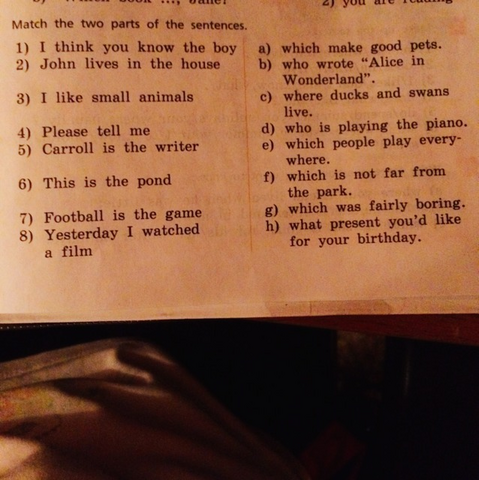 2) you are reading
Match the two parts of the sentences.
1) I think you know the boy
2) John lives in the house
3) I like small animals
4) Please tell me
5) Carroll is the writer
6) This is the pond
7) Football is the game
8) Yesterday I watched
a film
a) which make good pets.
b) who wrote “Alice in
Wonderland”.
c) where ducks and swans
live.
d) who is playing the piano.
e) which people play every-
where.
f) which is not far from
the park.
g) which was fairly boring.
h) what present you’d like
for your birthday.